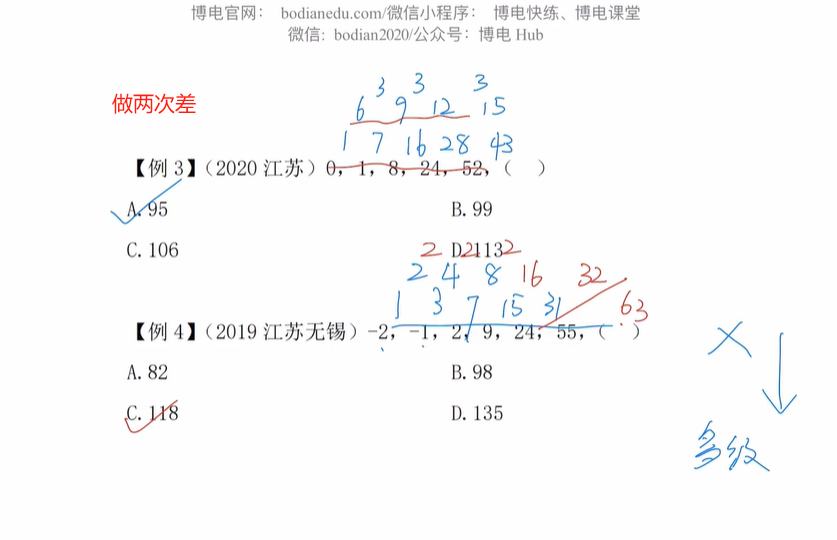 博电官网： bodianedu.com/微信小程序： 博电快练、博电课堂
微信: bodian2020/公众号：博电 Hub
做两次差
3 3 3
6 9 12 15
1 7 16 28 43
【例 3】（2020 江苏）0，1，8，24，52，（ ）
A.95 B.99
C.106 D.113
2 2 2
2 4 8 16 32
1 3 7 15 31 63
【例 4】（2019 江苏无锡）-2，-1，2，9，24，55，（ ）
A.82 B.98
C.118 D.135
多级